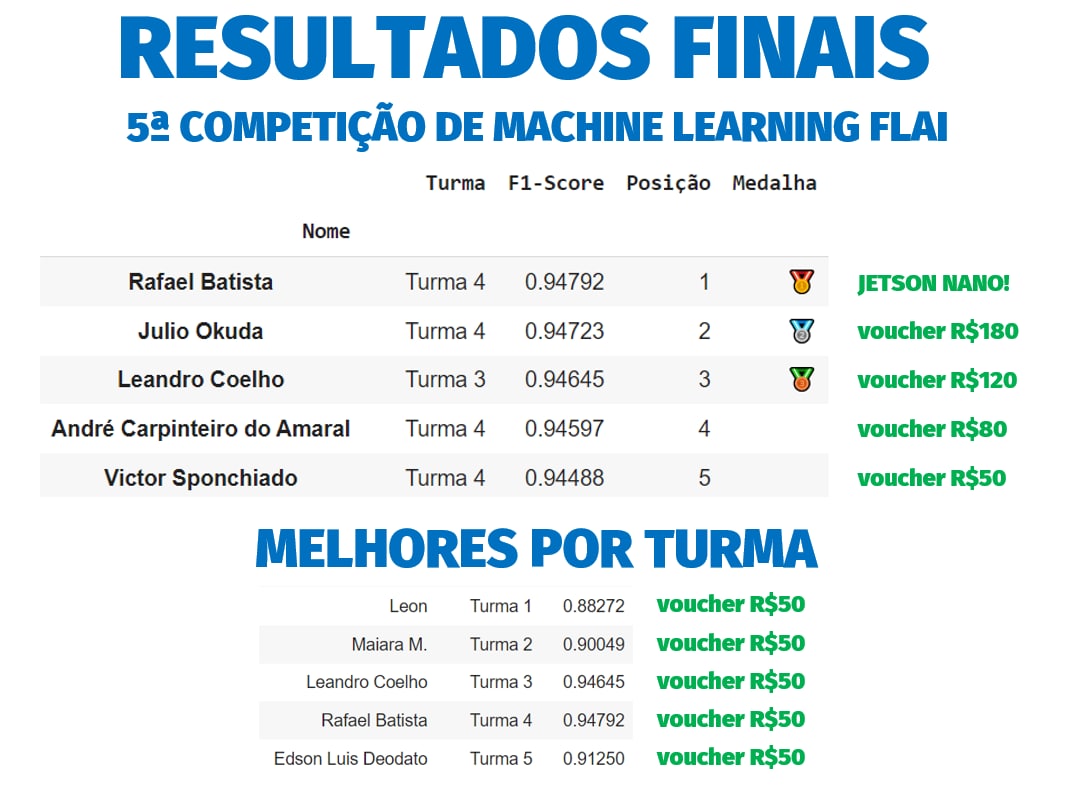 RESULTADOS FINAIS
5ª COMPETIÇÃO DE MACHINE LEARNING FLAI
Turma F1-Score Posição Medalha
Nome
Rafael Batista Turma 4 0.94792 1 JETSON NANO!
Julio Okuda Turma 4 0.94723 2 voucher R$180
Leandro Coelho Turma 3 0.94645 3 voucher R$120
André Carpinteiro do Amaral Turma 4 0.94597 4 voucher R$80
Victor Sponchiado Turma 4 0.94488 5 voucher R$50
MELHORES POR TURMA
Leon Turma 1 0.88272 voucher R$50
Maiara M. Turma 2 0.90049 voucher R$50
Leandro Coelho Turma 3 0.94645 voucher R$50
Rafael Batista Turma 4 0.94792 voucher R$50
Edson Luis Deodato Turma 5 0.91250 voucher R$50